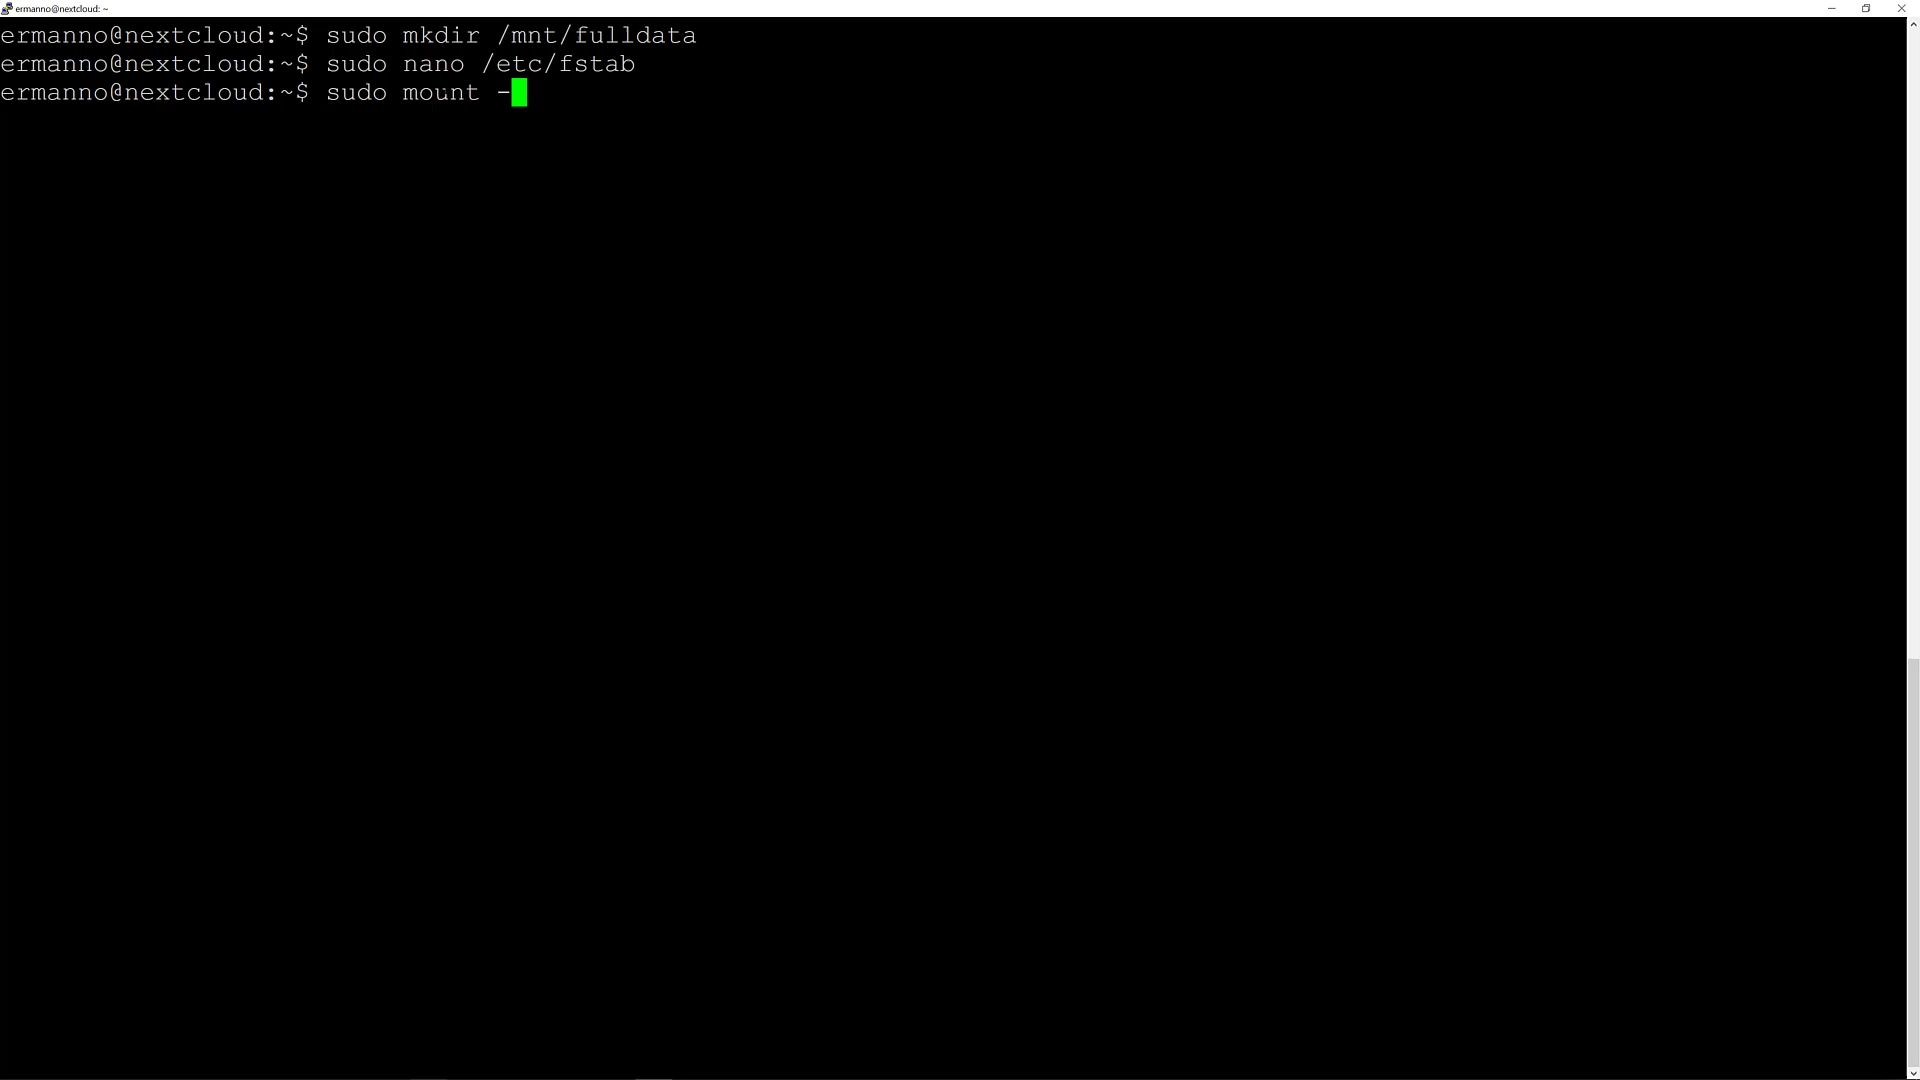 ermanno@nextcloud: ~
ermanno@nextcloud:~$ sudo mkdir /mnt/fulldata
ermanno@nextcloud:~$ sudo nano /etc/fstab
ermanno@nextcloud:~$ sudo mount -